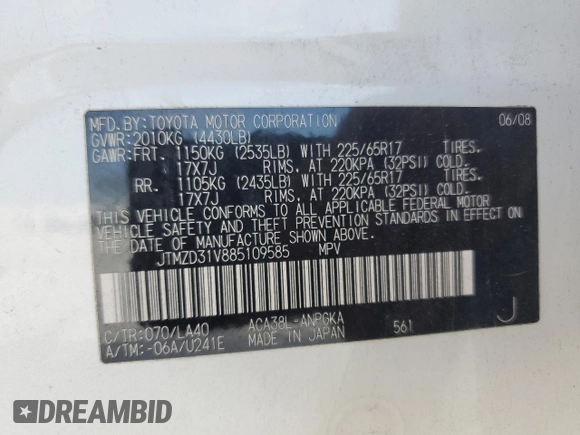 MFD. BY: TOYOTA MOTOR CORPORATION 06/08
GVWR: 2010KG (4430LB)
GAWR: FRT. 1150KG (2535LB) WITH 225/65R17 TIRES.
17X7J RIMS, AT 220KPA (32PSI) COLD.
RR. 1105KG (2435LB) WITH 225/65R17 TIRES,
17X7J RIMS, AT 220KPA (32PSI) COLD.
THIS VEHICLE CONFORMS TO ALL APPLICABLE FEDERAL MOTOR
VEHICLE SAFETY AND THEFT PREVENTION STANDARDS IN EFFECT ON
THE DATE OF MANUFACTURE SHOWN ABOVE.
JTMZD31V885109585 MPV
C/TR: 070/LA40 ACA38L-ANPGKA 561 J
A/TM: -06A/U241E MADE IN JAPAN
DREAMBID